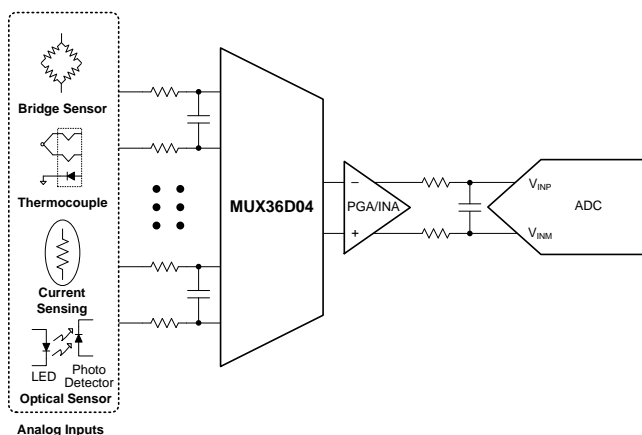 Bridge Sensor
Thermocouple
Current
Sensing
LED
Photo
Detector
Optical Sensor
Analog Inputs
MUX36D04
−
PGA/INA
+
VINP
VINM
ADC